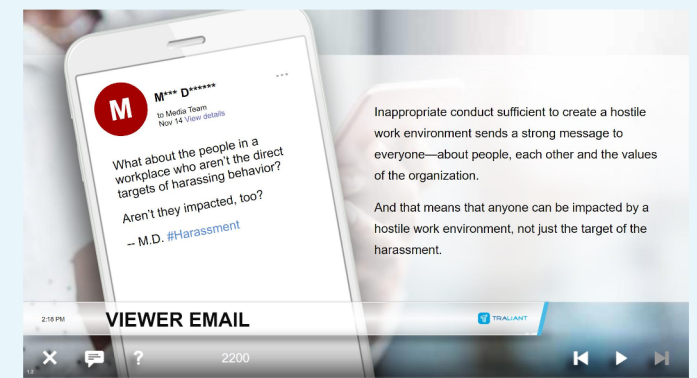 M
M*** D******
to Media Team
Nov 14 View details
What about the people in a
workplace who aren't the direct
targets of harassing behavior?
Aren't they impacted, too?
-- M.D. #Harassment
Inappropriate conduct sufficient to create a hostile
work environment sends a strong message to
everyone—about people, each other and the values
of the organization.
And that means that anyone can be impacted by a
hostile work environment, not just the target of the
harassment.
2:18 PM
VIEWER EMAIL
TRALIANT
?
2200